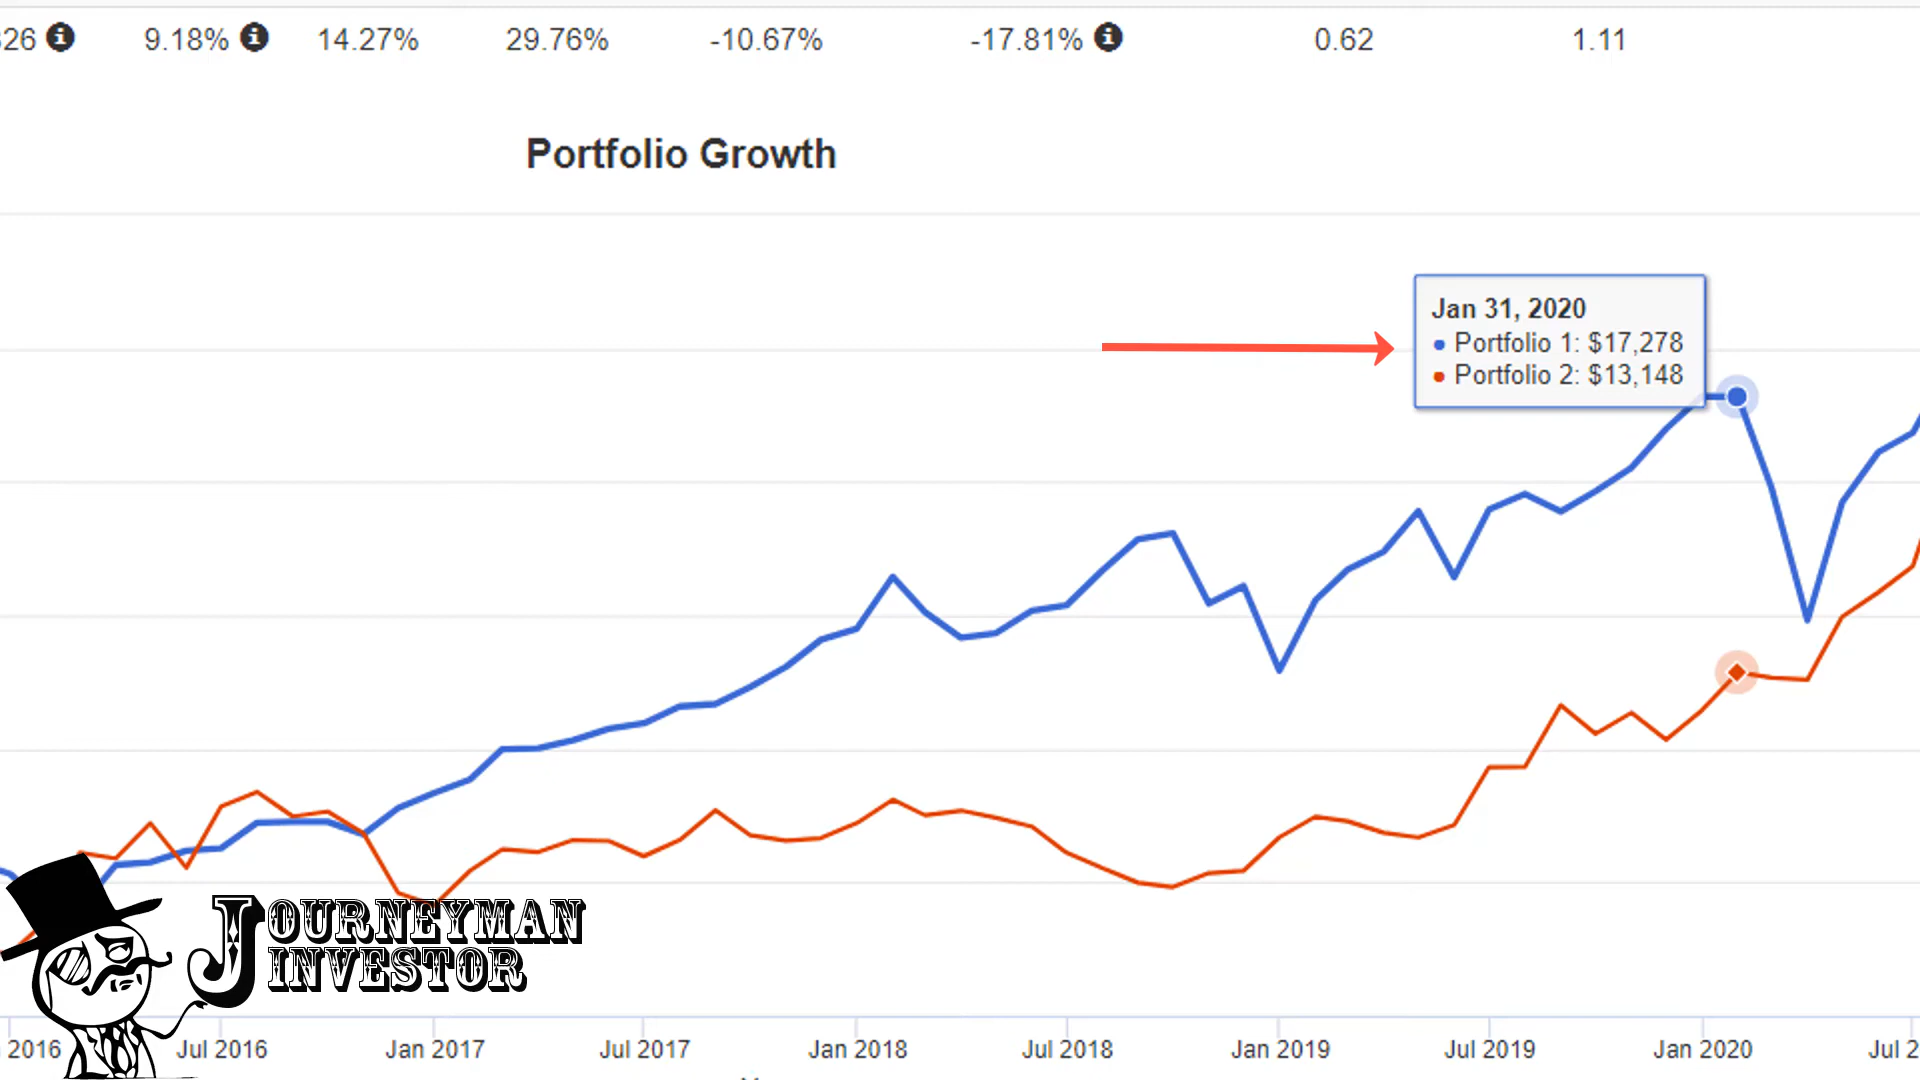 9.18% 14.27% 29.76% -10.67% -17.81% 0.62 1.11
Portfolio Growth
Jan 31, 2020
Portfolio 1: $17,278
Portfolio 2: $13,148
JOURNEYMAN
INVESTOR
2016 Jul 2016 Jan 2017 Jul 2017 Jan 2018 Jul 2018 Jan 2019 Jul 2019 Jan 2020 Jul